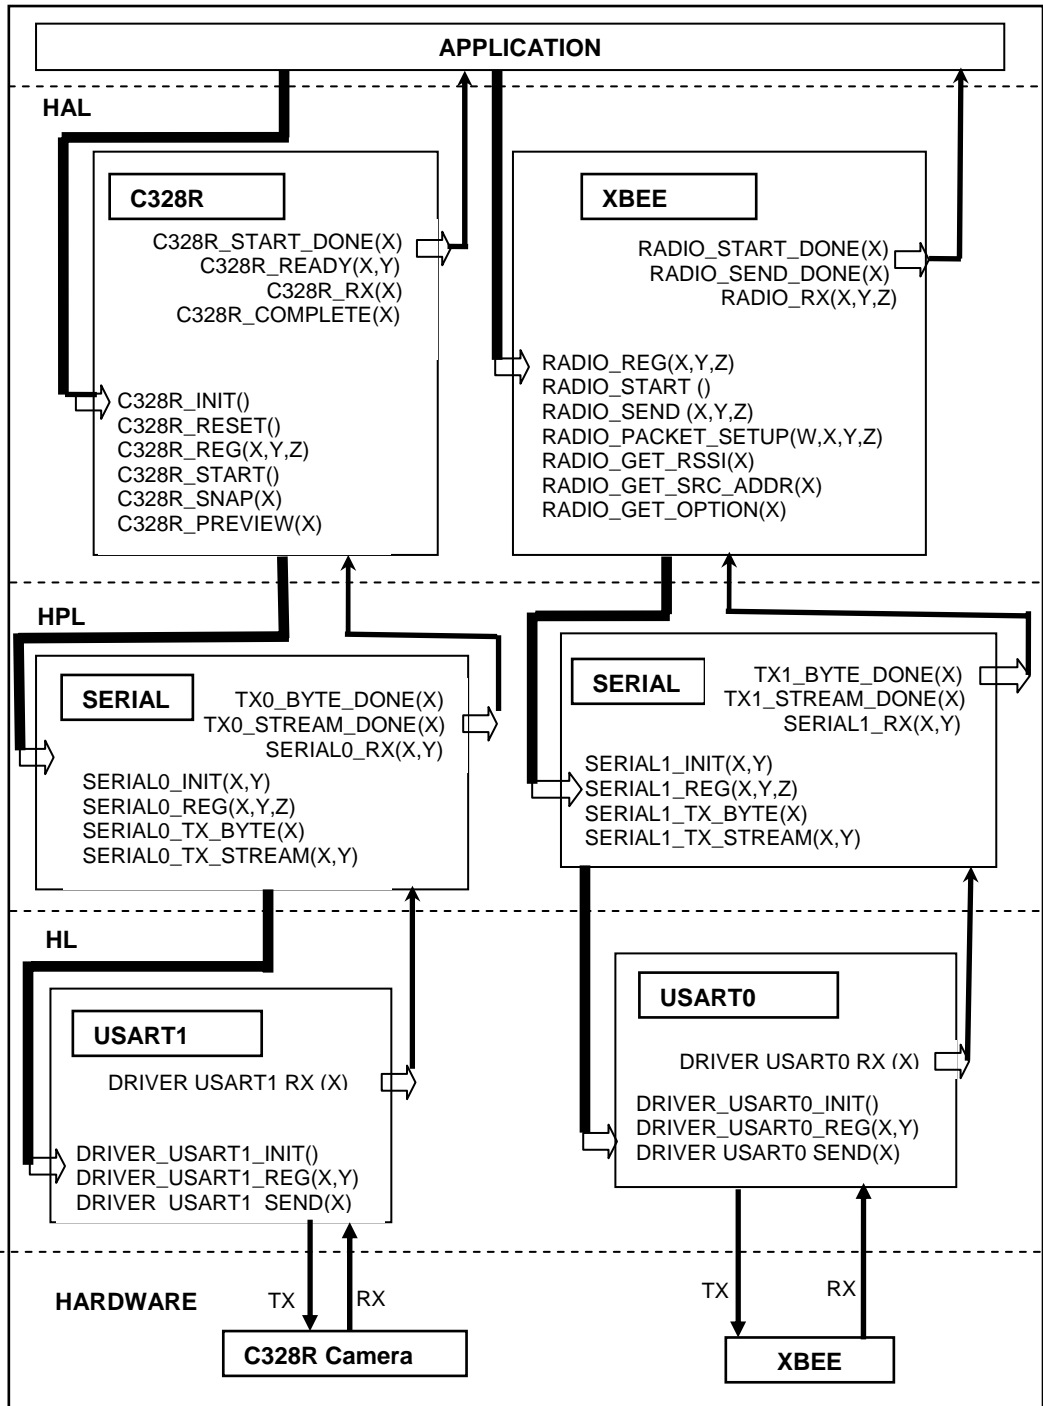 APPLICATION
HAL
C328R
C328R_START_DONE(X)
C328R_READY(X,Y)
C328R_RX(X)
C328R_COMPLETE(X)
C328R_INIT()
C328R_RESET()
C328R_REG(X,Y,Z)
C328R_START()
C328R_SNAP(X)
C328R_PREVIEW(X)
XBEE
RADIO_START_DONE(X)
RADIO_SEND_DONE(X)
RADIO_RX(X,Y,Z)
RADIO_REG(X,Y,Z)
RADIO_START ()
RADIO_SEND (X,Y,Z)
RADIO_PACKET_SETUP(W,X,Y,Z)
RADIO_GET_RSSI(X)
RADIO_GET_SRC_ADDR(X)
RADIO_GET_OPTION(X)
HPL
SERIAL
TX0_BYTE_DONE(X)
TX0_STREAM_DONE(X)
SERIAL0_RX(X,Y)
SERIAL0_INIT(X,Y)
SERIAL0_REG(X,Y,Z)
SERIAL0_TX_BYTE(X)
SERIAL0_TX_STREAM(X,Y)
SERIAL
TX1_BYTE_DONE(X)
TX1_STREAM_DONE(X)
SERIAL1_RX(X,Y)
SERIAL1_INIT(X,Y)
SERIAL1_REG(X,Y,Z)
SERIAL1_TX_BYTE(X)
SERIAL1_TX_STREAM(X,Y)
HL
USART1
DRIVER USART1 RX (X)
DRIVER_USART1_INIT()
DRIVER_USART1_REG(X,Y)
DRIVER USART1 SEND(X)
USART0
DRIVER USART0 RX (X)
DRIVER_USART0_INIT()
DRIVER_USART0_REG(X,Y)
DRIVER USART0 SEND(X)
HARDWARE
TX
RX
C328R Camera
TX
RX
XBEE